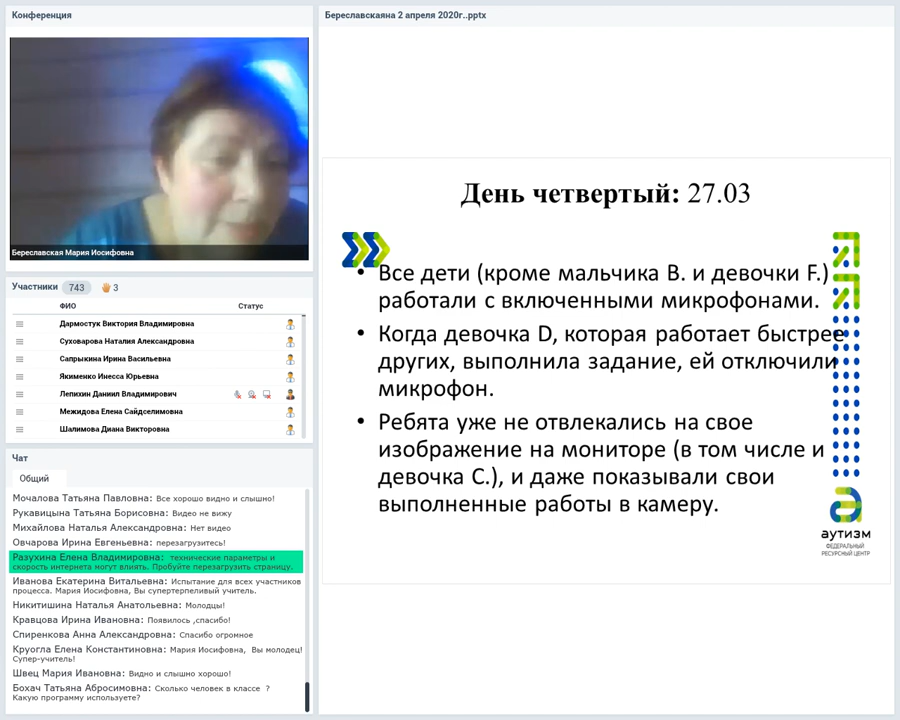 Конференция
Береславская Мария Иосифовна
Участники 743 3
ФИО Статус
Дармостук Виктория Владимировна
Суховарова Наталия Александровна
Сапрыкина Ирина Васильевна
Якименко Инесса Юрьевна
Лепихин Даниил Владимирович
Межидова Елена Сайдселимовна
Шалимова Диана Викторовна
Чат
Общий
Мочалова Татьяна Павловна: Все хорошо видно и слышно!
Рукавицына Татьяна Борисовна: Видео не вижу
Михайлова Наталья Александровна: Нет видео
Овчарова Ирина Евгеньевна: перезагрузитесь!
Разухина Елена Владимировна: технические параметры и
скорость интернета могут влиять. Пробуйте перезагрузить страницу.
Иванова Екатерина Витальевна: Испытание для всех участников
процесса. Мария Иосифовна, Вы супертерпеливый учитель.
Никитишина Наталья Анатольевна: Молодцы!
Кравцова Ирина Ивановна: Появилось ,спасибо!
Спиренкова Анна Александровна: Спасибо огромное
Круогла Елена Константиновна: Мария Иосифовна, Вы молодец!
Супер-учитель!
Швец Мария Ивановна: Видно и слышно хорошо!
Бохач Татьяна Абросимовна: Сколько человек в классе ?
Какую программу используете?
Береславскаяна 2 апреля 2020г..pptx
День четвертый: 27.03
• Все дети (кроме мальчика В. и девочки F.)
работали с включенными микрофонами.
• Когда девочка D, которая работает быстрее
других, выполнила задание, ей отключили
микрофон.
• Ребята уже не отвлекались на свое
изображение на мониторе (в том числе и
девочка С.), и даже показывали свои
выполненные работы в камеру.
аутизм
ФЕДЕРАЛЬНЫЙ
РЕСУРСНЫЙ ЦЕНТР